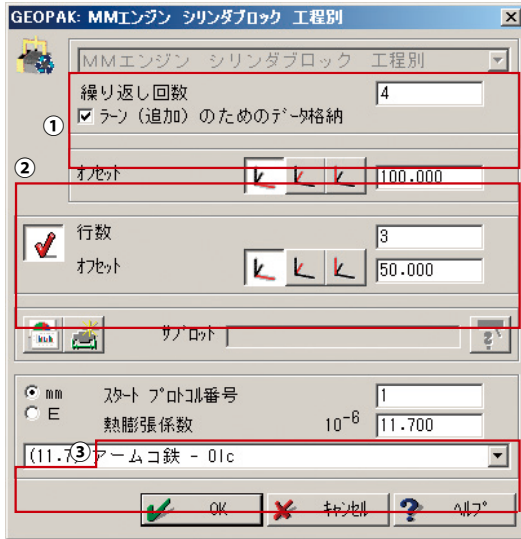 GEOPAK: MMｴﾝｼﾞﾝ ｼﾘﾝﾀﾞﾌﾞﾛｯｸ 工程別
MMエンジン シリンダブロック 工程別
繰り返し回数 4
① ﾗｰﾝ（追加）のためのﾃﾞｰﾀ格納
②
ｵﾌｾｯﾄ 100.000
行数 3
ｵﾌｾｯﾄ 50.000
ｻﾌﾞﾛｯﾄ
mm ｽﾀｰﾄ ﾌﾟﾛﾄｺﾙ番号 1
E 熱膨張係数 10-6 11.700
③
(11.7) アームコ鉄 - 01c
OK ｷｬﾝｾﾙ ﾍﾙﾌﾟ